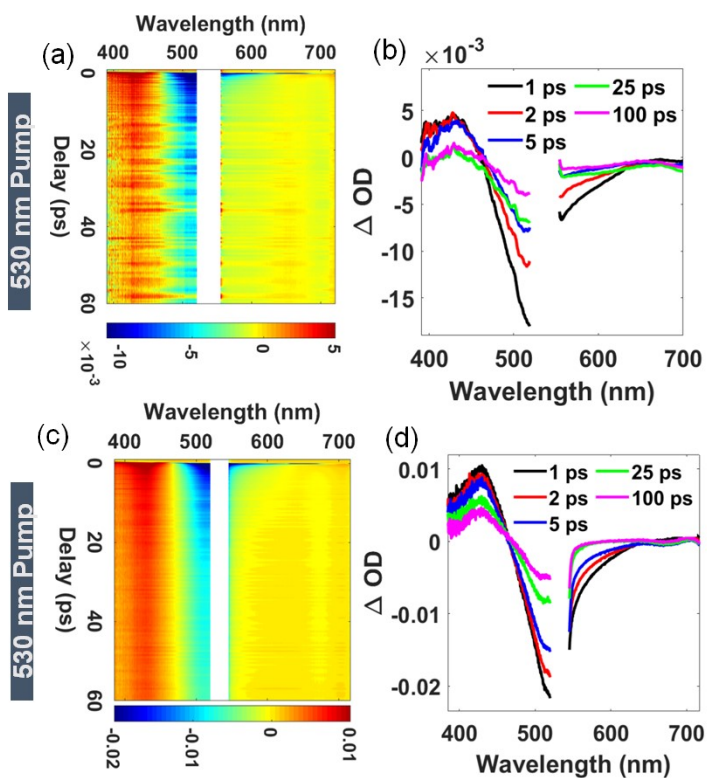 Wavelength (nm)
(a)
400 500 600 700
0
20
40
60
Delay (ps)
530 nm Pump
-10 -5 0 5
×10⁻³
(b)
×10⁻³
5
0
-5
-10
-15
Δ OD
1 ps
2 ps
5 ps
25 ps
100 ps
400 500 600 700
Wavelength (nm)
Wavelength (nm)
(c)
400 500 600 700
0
20
40
60
Delay (ps)
530 nm Pump
-0.02 -0.01 0 0.01
(d)
0.01
0
-0.01
-0.02
Δ OD
1 ps
2 ps
5 ps
25 ps
100 ps
400 500 600 700
Wavelength (nm)